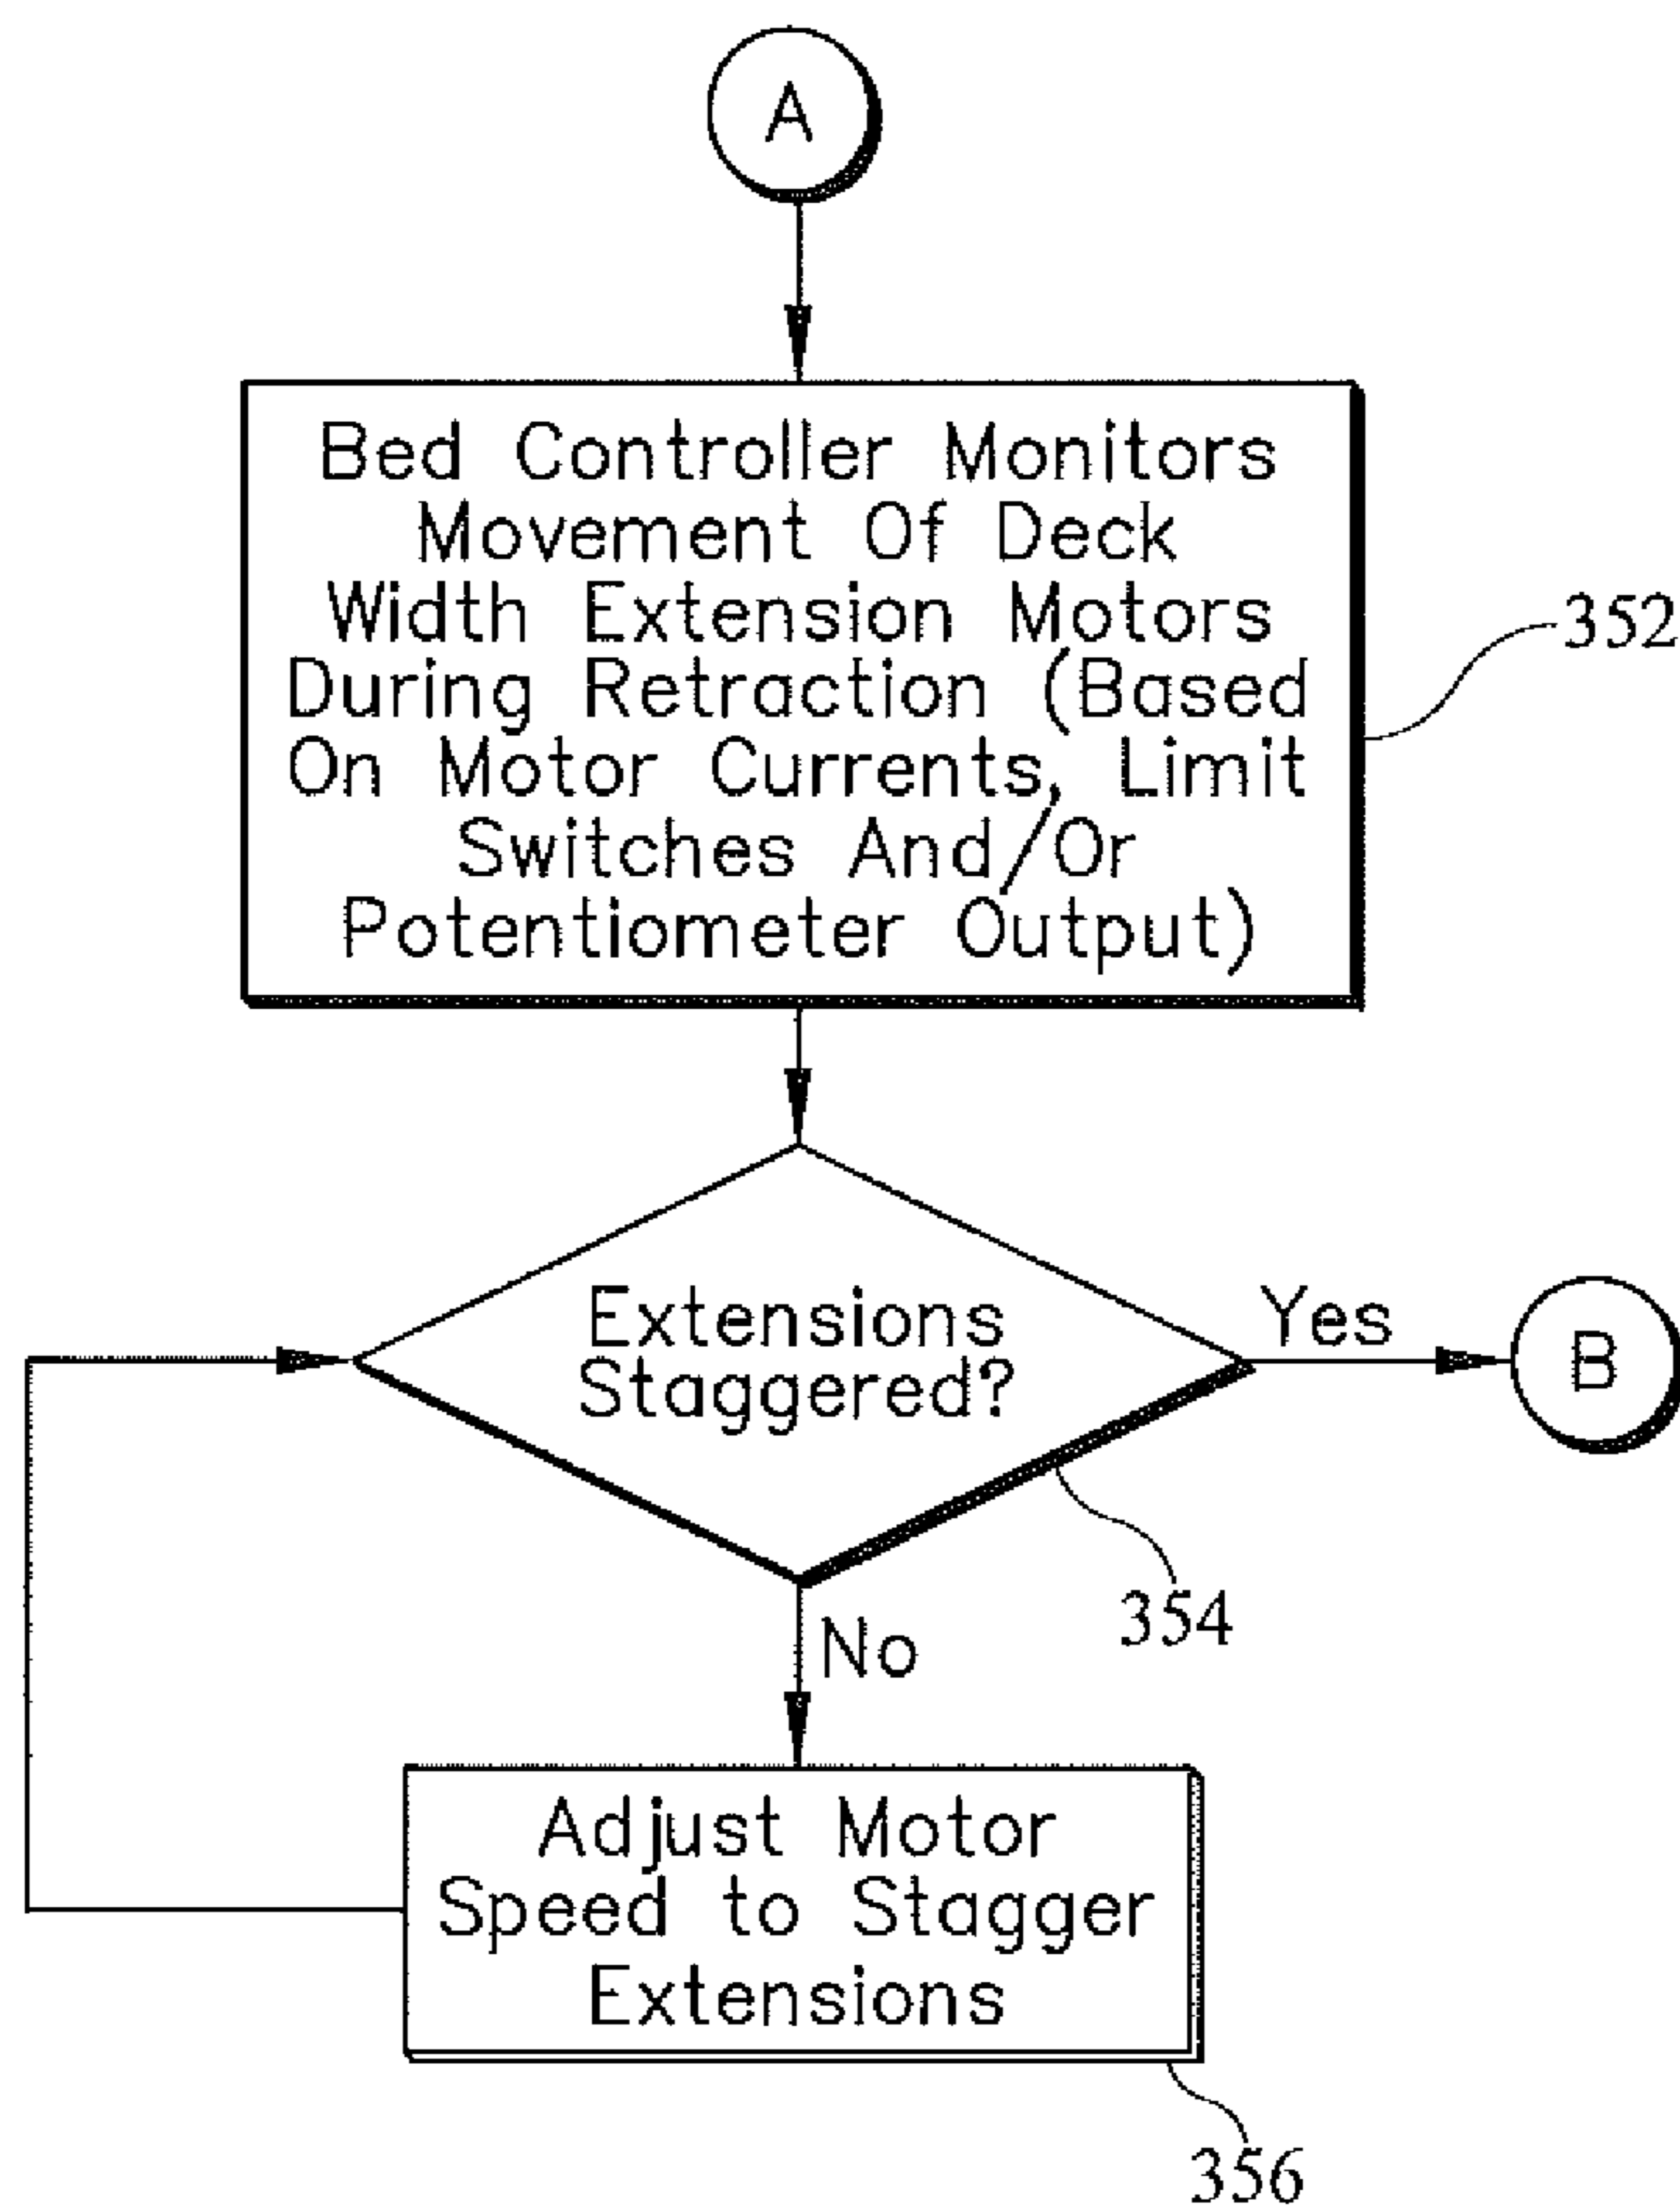 A
Bed Controller Monitors
Movement Of Deck
Width Extension Motors
During Retraction (Based
On Motor Currents, Limit
Switches And/Or
Potentiometer Output)
352
Extensions
Staggered?
Yes
B
354
No
Adjust Motor
Speed to Stagger
Extensions
356